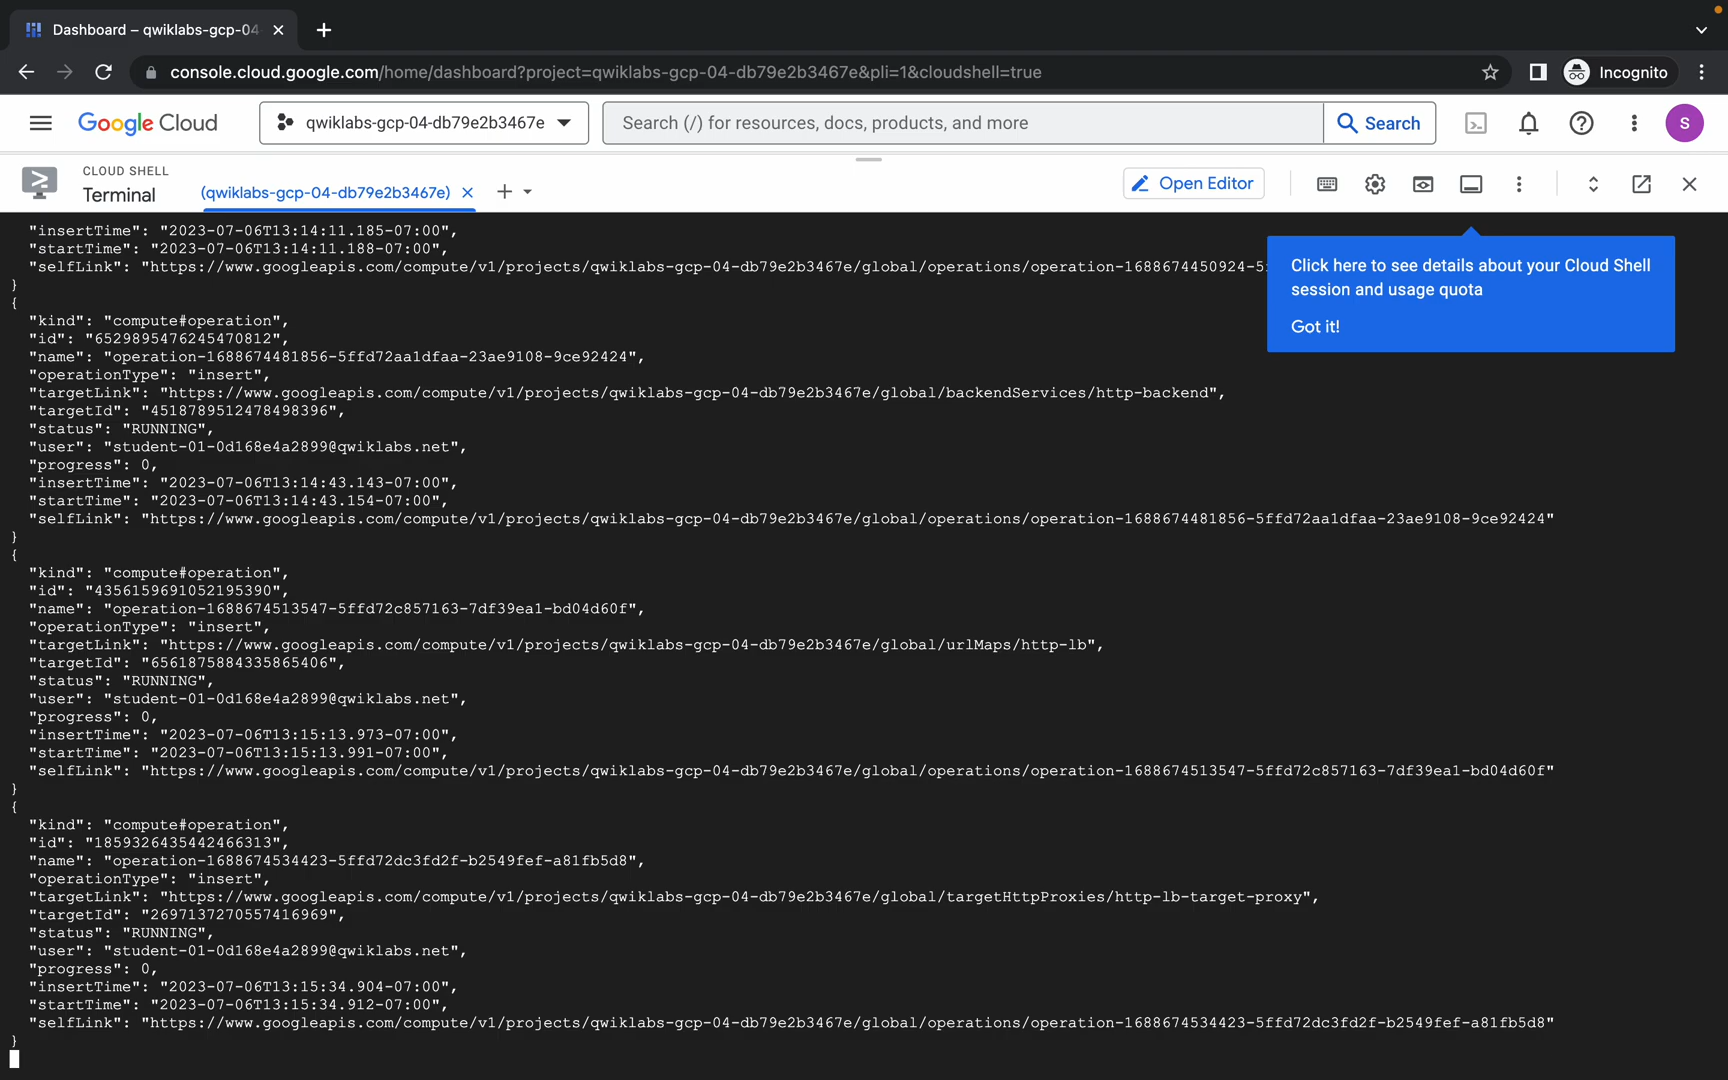 Dashboard – qwiklabs-gcp-04
console.cloud.google.com/home/dashboard?project=qwiklabs-gcp-04-db79e2b3467e&pli=1&cloudshell=true
Incognito
Google Cloud
qwiklabs-gcp-04-db79e2b3467e
Search (/) for resources, docs, products, and more
Search
S
CLOUD SHELL
Terminal
(qwiklabs-gcp-04-db79e2b3467e)
Open Editor
"insertTime": "2023-07-06T13:14:11.185-07:00",
"startTime": "2023-07-06T13:14:11.188-07:00",
"selfLink": "https://www.googleapis.com/compute/v1/projects/qwiklabs-gcp-04-db79e2b3467e/global/operations/operation-1688674450924-5
Click here to see details about your Cloud Shell
session and usage quota
Got it!
}
{
"kind": "compute#operation",
"id": "6529895476245470812",
"name": "operation-1688674481856-5ffd72aa1dfaa-23ae9108-9ce92424",
"operationType": "insert",
"targetLink": "https://www.googleapis.com/compute/v1/projects/qwiklabs-gcp-04-db79e2b3467e/global/backendServices/http-backend",
"targetId": "4518789512478498396",
"status": "RUNNING",
"user": "student-01-0d168e4a2899@qwiklabs.net",
"progress": 0,
"insertTime": "2023-07-06T13:14:43.143-07:00",
"startTime": "2023-07-06T13:14:43.154-07:00",
"selfLink": "https://www.googleapis.com/compute/v1/projects/qwiklabs-gcp-04-db79e2b3467e/global/operations/operation-1688674481856-5ffd72aa1dfaa-23ae9108-9ce92424"
}
{
"kind": "compute#operation",
"id": "4356159691052195390",
"name": "operation-1688674513547-5ffd72c857163-7df39ea1-bd04d60f",
"operationType": "insert",
"targetLink": "https://www.googleapis.com/compute/v1/projects/qwiklabs-gcp-04-db79e2b3467e/global/urlMaps/http-lb",
"targetId": "6561875884335865406",
"status": "RUNNING",
"user": "student-01-0d168e4a2899@qwiklabs.net",
"progress": 0,
"insertTime": "2023-07-06T13:15:13.973-07:00",
"startTime": "2023-07-06T13:15:13.991-07:00",
"selfLink": "https://www.googleapis.com/compute/v1/projects/qwiklabs-gcp-04-db79e2b3467e/global/operations/operation-1688674513547-5ffd72c857163-7df39ea1-bd04d60f"
}
{
"kind": "compute#operation",
"id": "1859326435442466313",
"name": "operation-1688674534423-5ffd72dc3fd2f-b2549fef-a81fb5d8",
"operationType": "insert",
"targetLink": "https://www.googleapis.com/compute/v1/projects/qwiklabs-gcp-04-db79e2b3467e/global/targetHttpProxies/http-lb-target-proxy",
"targetId": "2697137270557416969",
"status": "RUNNING",
"user": "student-01-0d168e4a2899@qwiklabs.net",
"progress": 0,
"insertTime": "2023-07-06T13:15:34.904-07:00",
"startTime": "2023-07-06T13:15:34.912-07:00",
"selfLink": "https://www.googleapis.com/compute/v1/projects/qwiklabs-gcp-04-db79e2b3467e/global/operations/operation-1688674534423-5ffd72dc3fd2f-b2549fef-a81fb5d8"
}